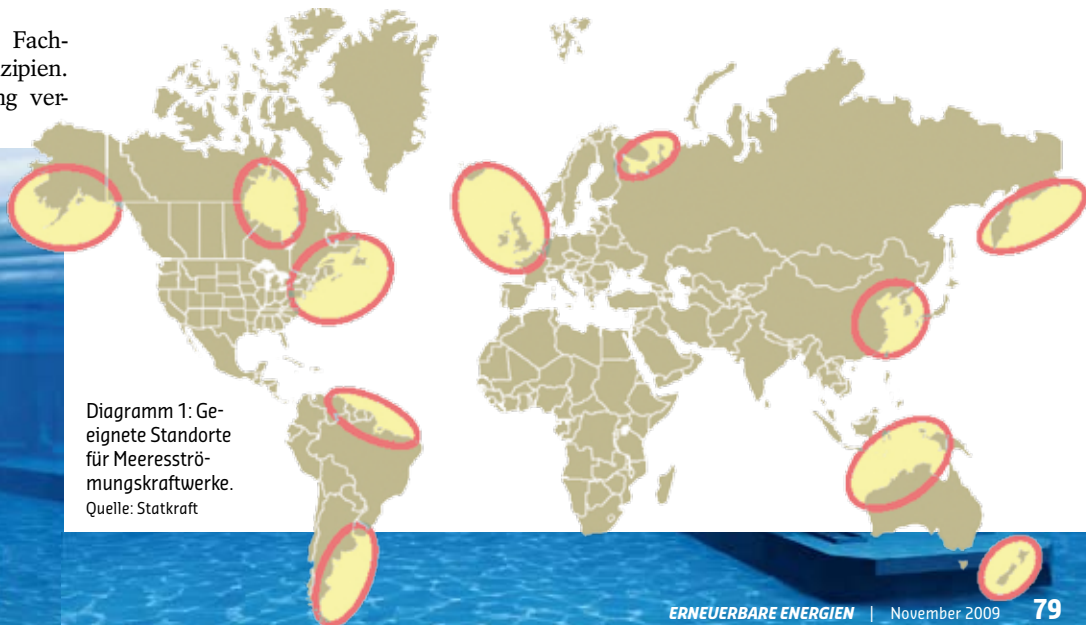 Fach-
zipien.
ng ver-
Diagramm 1: Ge-
eignete Standorte
für Meeresströ-
mungskraftwerke.
Quelle: Statkraft
ERNEUERBARE ENERGIEN | November 2009 79